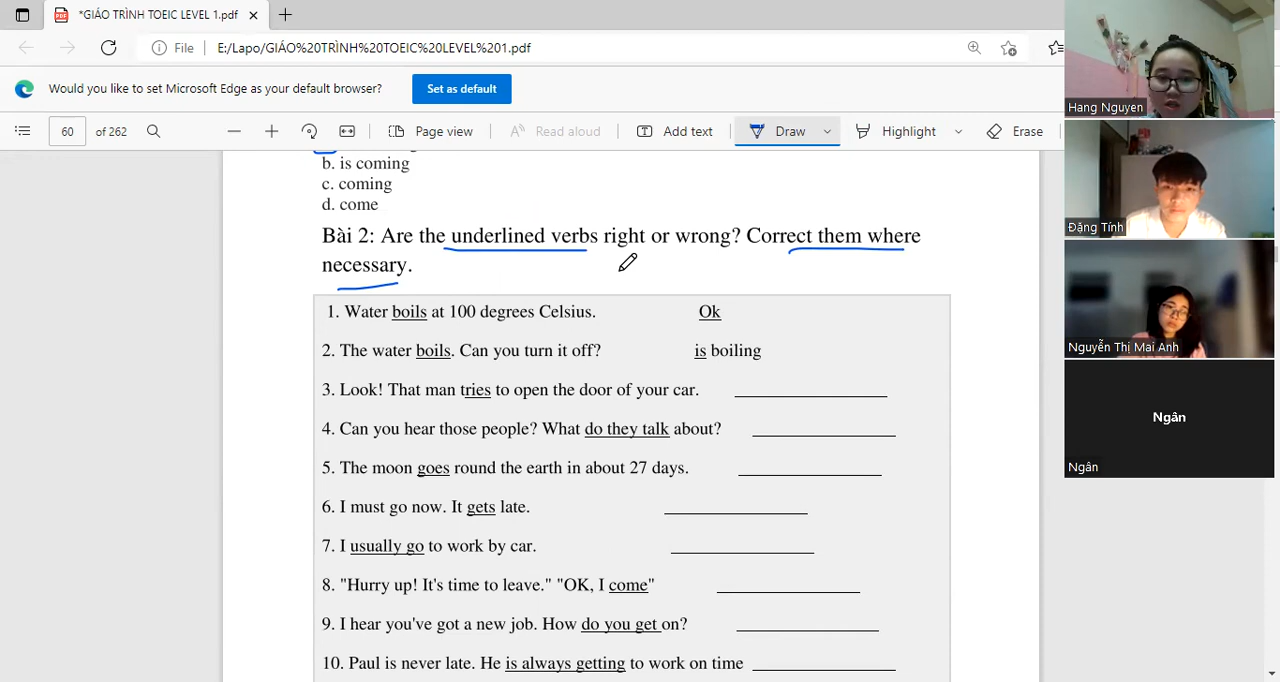 *GIÁO TRÌNH TOEIC LEVEL 1.pdf
File E:/Lapo/GIÁO%20TRÌNH%20TOEIC%20LEVEL%201.pdf
Would you like to set Microsoft Edge as your default browser? Set as default
60 of 262 Page view Read aloud Add text Draw Highlight Erase
b. is coming
c. coming
d. come
Bài 2: Are the underlined verbs right or wrong? Correct them where
necessary.
1. Water boils at 100 degrees Celsius. Ok
2. The water boils. Can you turn it off? is boiling
3. Look! That man tries to open the door of your car.
4. Can you hear those people? What do they talk about?
5. The moon goes round the earth in about 27 days.
6. I must go now. It gets late.
7. I usually go to work by car.
8. "Hurry up! It's time to leave." "OK, I come"
9. I hear you've got a new job. How do you get on?
10. Paul is never late. He is always getting to work on time
Hang Nguyen
Đặng Tính
Nguyễn Thị Mai Anh
Ngân
Ngân